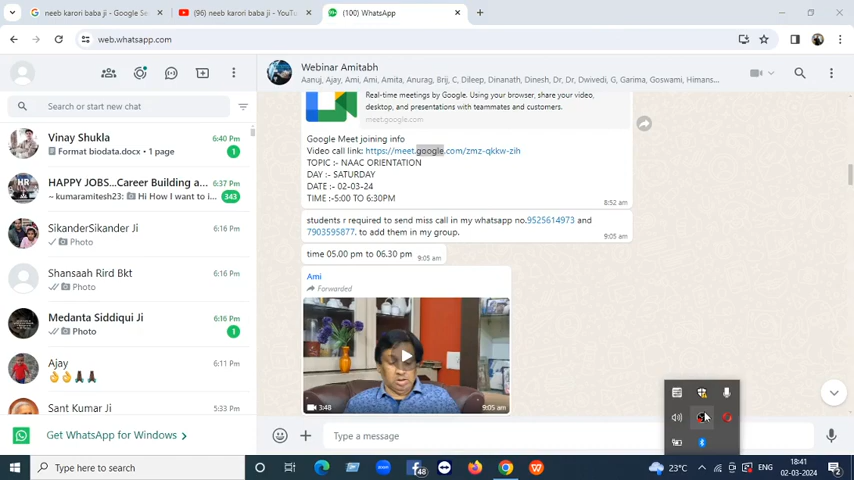 neeb karori baba ji - Google Se
(96) neeb karori baba ji - YouTu
(100) WhatsApp
web.whatsapp.com
Search or start new chat
Vinay Shukla
6:40 Pm
Format biodata.docx • 1 page
1
HAPPY JOBS...Career Building a...
6:37 Pm
~ kumaramitesh23: Hi How I want to i...
343
SikanderSikander Ji
6:16 Pm
Photo
Shansaah Rird Bkt
6:16 Pm
Photo
Medanta Siddiqui Ji
6:16 Pm
Photo
1
Ajay
6:11 Pm
Sant Kumar Ji
5:33 Pm
Get WhatsApp for Windows
Webinar Amitabh
Aanuj, Ajay, Ami, Ami, Amita, Anurag, Brij, C, Dileep, Dinanath, Dinesh, Dr, Dr, Dwivedi, G, Garima, Goswami, Himans...
Real-time meetings by Google. Using your browser, share your video,
desktop, and presentations with teammates and customers.
meet.google.com
Google Meet joining info
Video call link: https://meet.google.com/zmz-qkkw-zih
TOPIC :- NAAC ORIENTATION
DAY :- SATURDAY
DATE :- 02-03-24
TIME :-5:00 TO 6:30PM
8:52 am
students r required to send miss call in my whatsapp no.9525614973 and
7903595877. to add them in my group.
9:05 am
time 05.00 pm to 06.30 pm
9:05 am
Ami
Forwarded
3:48
9:05 am
Type a message
Type here to search
48
23°C
ENG
18:41
02-03-2024
2